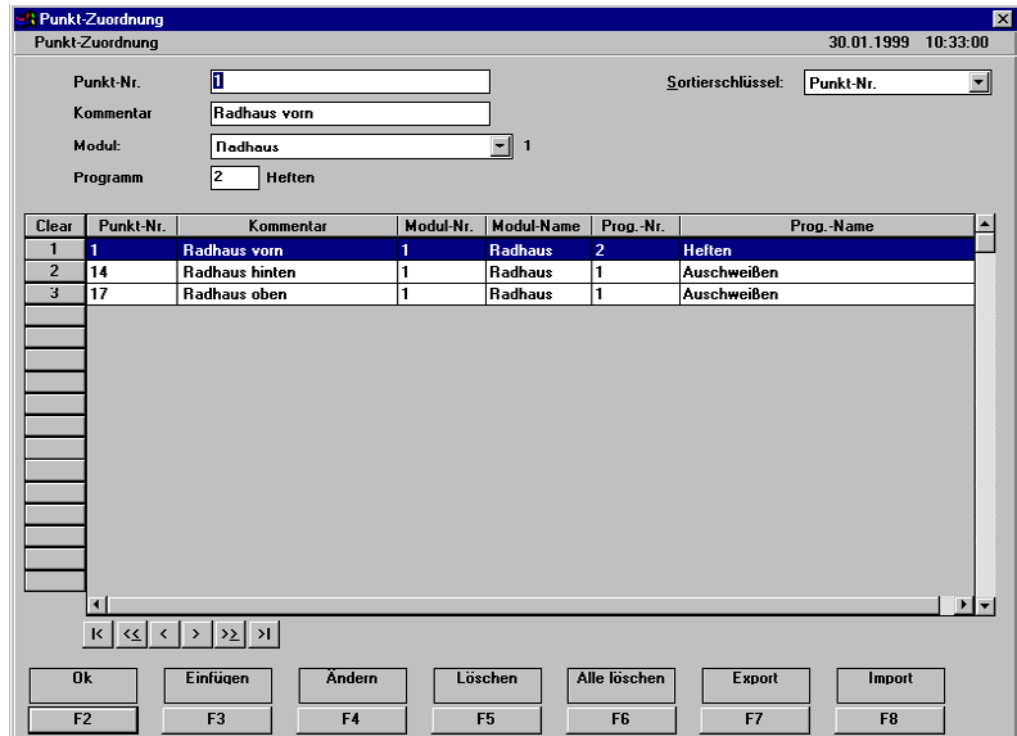 Punkt-Zuordnung
Punkt-Zuordnung 30.01.1999 10:33:00
Punkt-Nr. 1 Sortierschlüssel: Punkt-Nr.
Kommentar Radhaus vorn
Modul: Radhaus 1
Programm 2 Heften
Clear Punkt-Nr. Kommentar Modul-Nr. Modul-Name Prog.-Nr. Prog.-Name
1 1 Radhaus vorn 1 Radhaus 2 Heften
2 14 Radhaus hinten 1 Radhaus 1 Auschweißen
3 17 Radhaus oben 1 Radhaus 1 Auschweißen
I< << < > >> >I
Ok Einfügen Ändern Löschen Alle löschen Export Import
F2 F3 F4 F5 F6 F7 F8